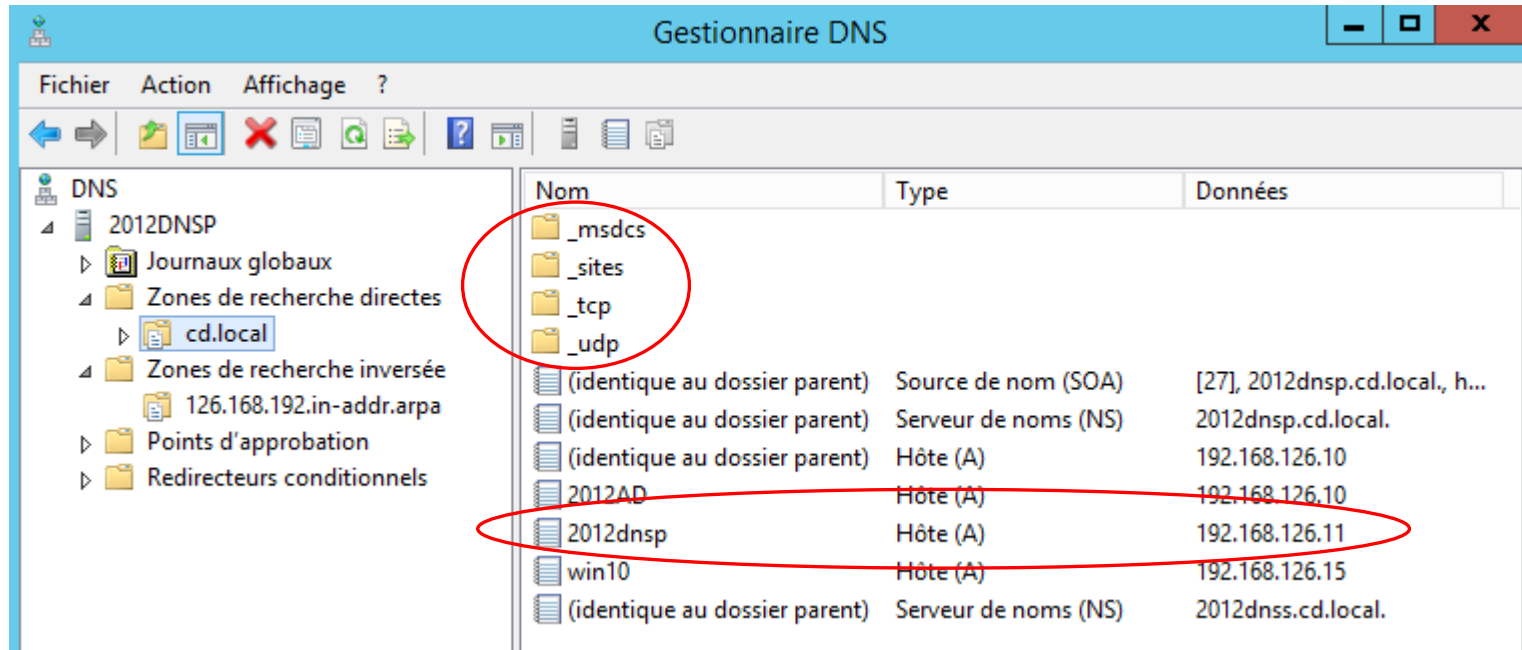 Gestionnaire DNS
Fichier Action Affichage ?
DNS
2012DNSP
Journaux globaux
Zones de recherche directes
cd.local
Zones de recherche inversée
126.168.192.in-addr.arpa
Points d'approbation
Redirecteurs conditionnels
Nom Type Données
_msdcs
_sites
_tcp
_udp
(identique au dossier parent) Source de nom (SOA) [27], 2012dnsp.cd.local., h...
(identique au dossier parent) Serveur de noms (NS) 2012dnsp.cd.local.
(identique au dossier parent) Hôte (A) 192.168.126.10
2012AD Hôte (A) 192.168.126.10
2012dnsp Hôte (A) 192.168.126.11
win10 Hôte (A) 192.168.126.15
(identique au dossier parent) Serveur de noms (NS) 2012dnss.cd.local.